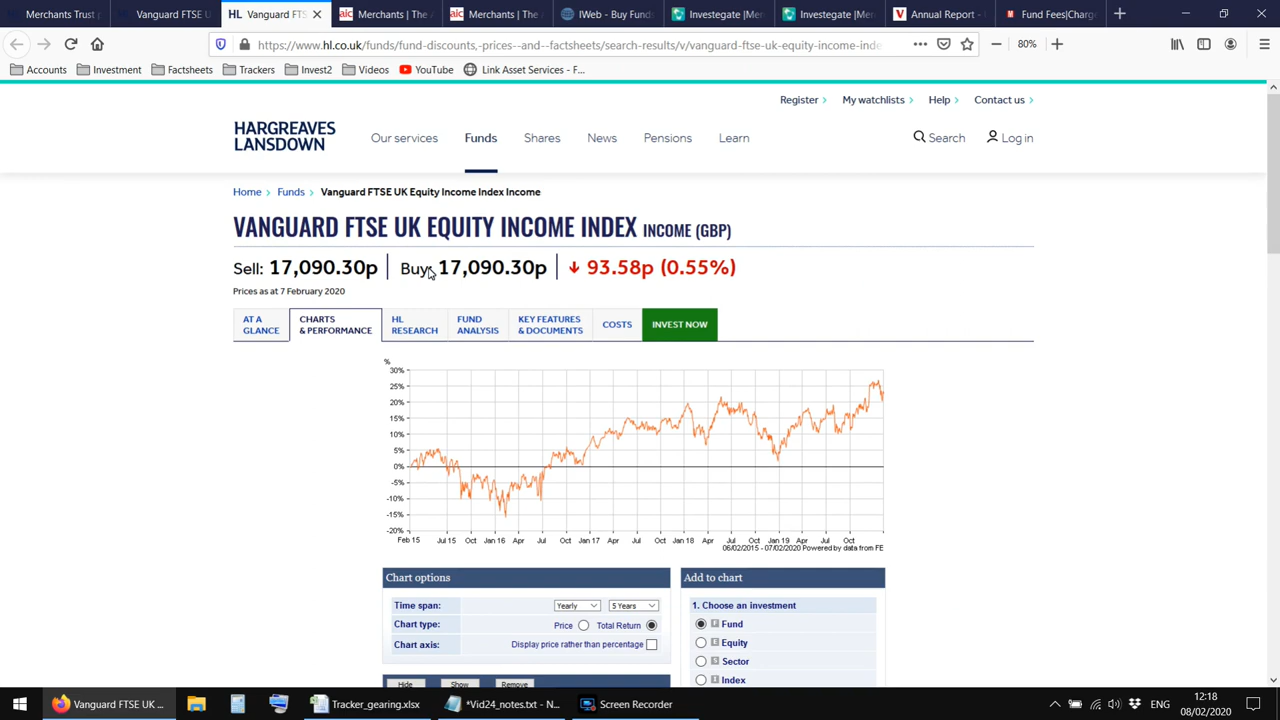 Merchants Trust p
Vanguard FTSE U
HL Vanguard FTSE UK E
aic Merchants | The A
aic Merchants | The A
IWeb - Buy Funds
Investegate |Mer
Investegate |Mer
Annual Report -
Fund Fees|Charge
https://www.hl.co.uk/funds/fund-discounts,-prices--and--factsheets/search-results/v/vanguard-ftse-uk-equity-income-inde
80%
Accounts
Investment
Factsheets
Trackers
Invest2
Videos
YouTube
Link Asset Services - F...
Register
My watchlists
Help
Contact us
HARGREAVES
LANSDOWN
Our services
Funds
Shares
News
Pensions
Learn
Search
Log in
Home > Funds > Vanguard FTSE UK Equity Income Index Income
VANGUARD FTSE UK EQUITY INCOME INDEX INCOME (GBP)
Sell: 17,090.30p
Buy: 17,090.30p
93.58p (0.55%)
Prices as at 7 February 2020
AT A
GLANCE
CHARTS
& PERFORMANCE
HL
RESEARCH
FUND
ANALYSIS
KEY FEATURES
& DOCUMENTS
COSTS
INVEST NOW
%
30%
25%
20%
15%
10%
5%
0%
-5%
-10%
-15%
-20%
Feb 15 Jul 15 Oct Jan 16 Apr Jul Oct Jan 17 Apr Jul Oct Jan 18 Apr Jul Oct Jan 19 Apr Jul Oct
06/02/2015 - 07/02/2020 Powered by data from FE
Chart options
Time span: Yearly 5 Years
Chart type: Price Total Return
Chart axis: Display price rather than percentage
Hide Show Remove
Add to chart
1. Choose an investment
F Fund
E Equity
S Sector
I Index
Vanguard FTSE UK ...
Tracker_gearing.xlsx
*Vid24_notes.txt - N...
Screen Recorder
ENG
12:18
08/02/2020